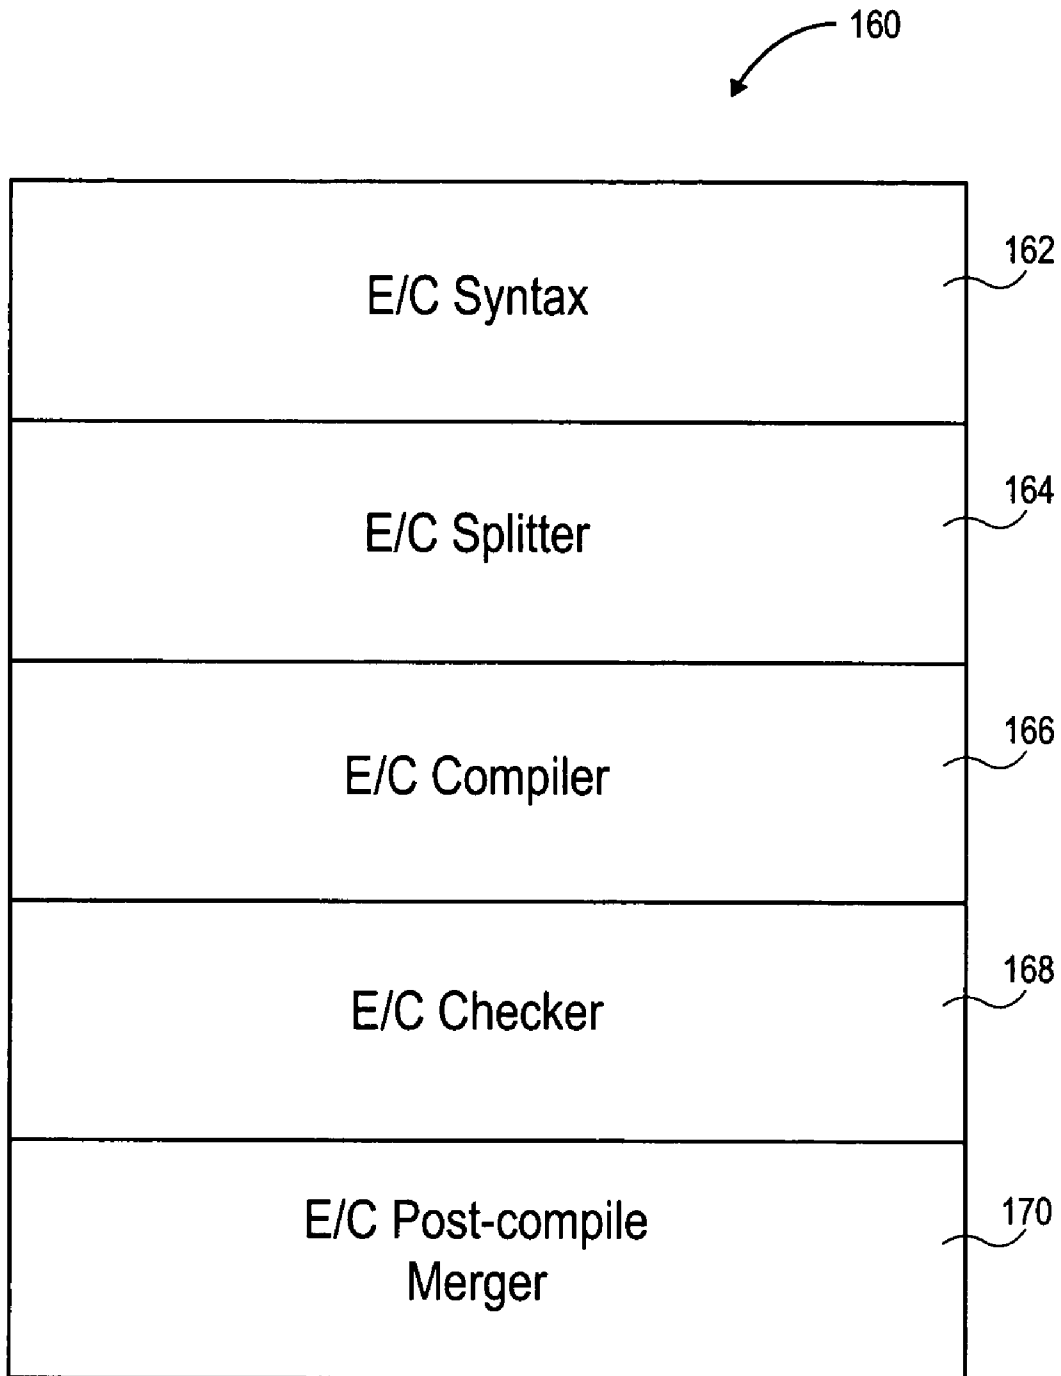 160
E/C Syntax
162
E/C Splitter
164
E/C Compiler
166
E/C Checker
168
E/C Post-compile
Merger
170